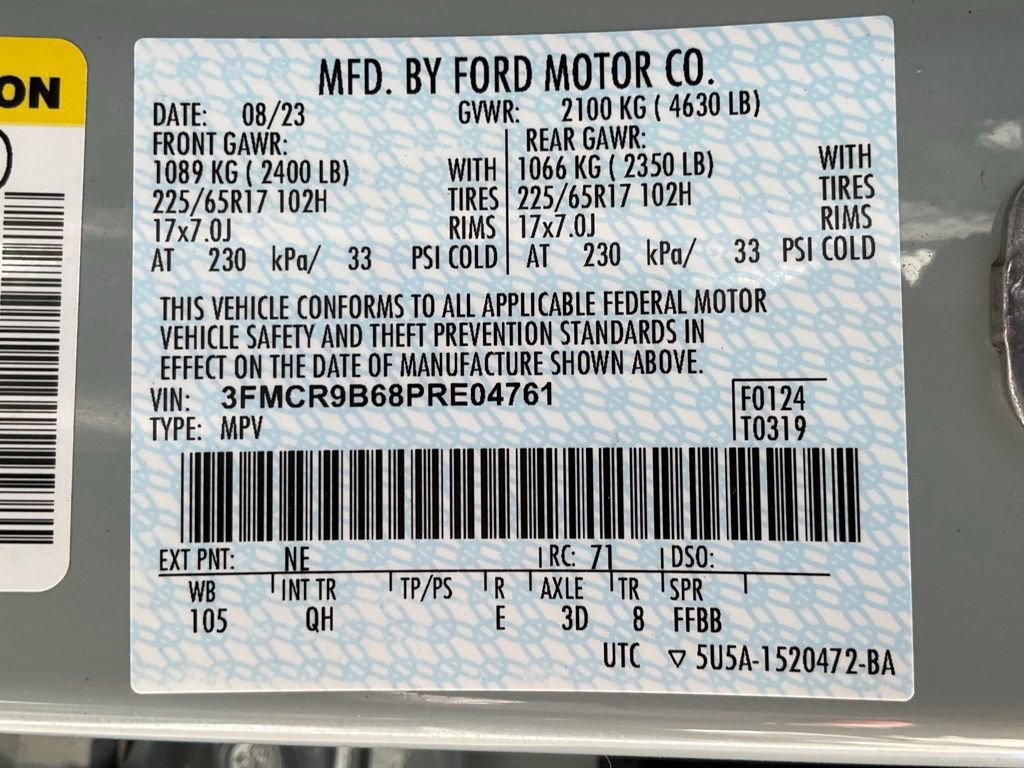 ON
MFD. BY FORD MOTOR CO.
DATE: 08/23 GVWR: 2100 KG ( 4630 LB)
FRONT GAWR: REAR GAWR:
1089 KG ( 2400 LB) WITH 1066 KG ( 2350 LB) WITH
225/65R17 102H TIRES 225/65R17 102H TIRES
17x7.0J RIMS 17x7.0J RIMS
AT 230 kPa/ 33 PSI COLD AT 230 kPa/ 33 PSI COLD
THIS VEHICLE CONFORMS TO ALL APPLICABLE FEDERAL MOTOR
VEHICLE SAFETY AND THEFT PREVENTION STANDARDS IN
EFFECT ON THE DATE OF MANUFACTURE SHOWN ABOVE.
VIN: 3FMCR9B68PRE04761 F0124
TYPE: MPV T0319
EXT PNT: NE RC: 71 DSO:
WB INT TR TP/PS R AXLE TR SPR
105 QH E 3D 8 FFBB
UTC ▽ 5U5A-1520472-BA